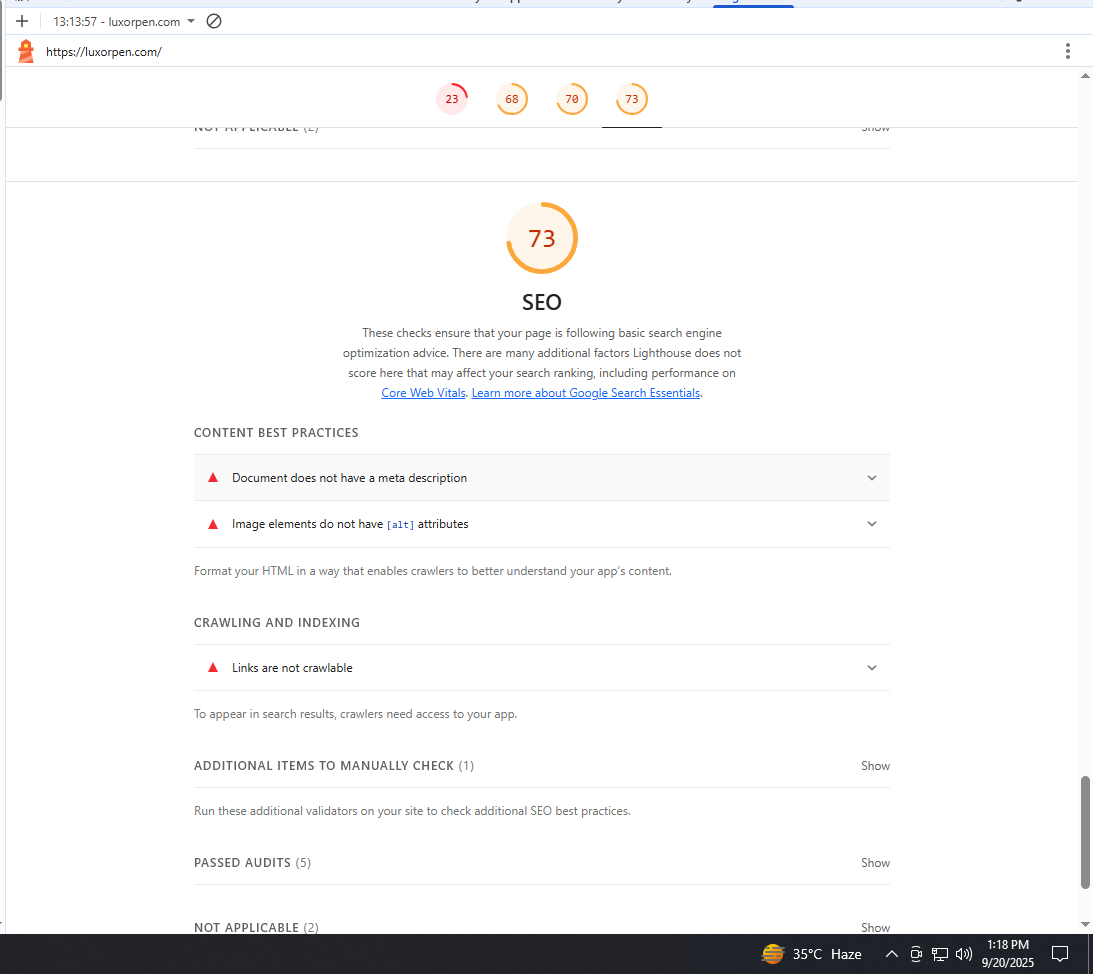 13:13:57 - luxorpen.com
https://luxorpen.com/
23 68 70 73
NOT APPLICABLE (2) Show
73
SEO
These checks ensure that your page is following basic search engine
optimization advice. There are many additional factors Lighthouse does not
score here that may affect your search ranking, including performance on
Core Web Vitals. Learn more about Google Search Essentials.
CONTENT BEST PRACTICES
Document does not have a meta description
Image elements do not have [alt] attributes
Format your HTML in a way that enables crawlers to better understand your app’s content.
CRAWLING AND INDEXING
Links are not crawlable
To appear in search results, crawlers need access to your app.
ADDITIONAL ITEMS TO MANUALLY CHECK (1) Show
Run these additional validators on your site to check additional SEO best practices.
PASSED AUDITS (5) Show
NOT APPLICABLE (2) Show
35°C Haze
1:18 PM
9/20/2025